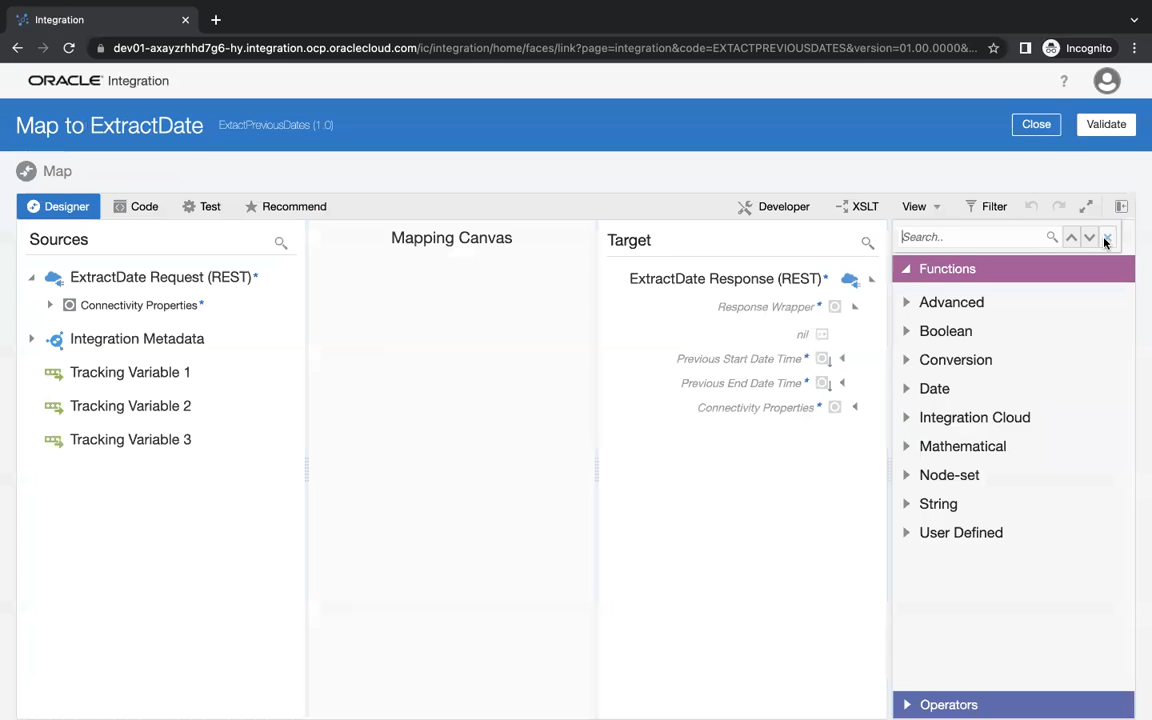 Integration
dev01-axayzrhhd7g6-hy.integration.ocp.oraclecloud.com/ic/integration/home/faces/link?page=integration&code=EXTACTPREVIOUSDATES&version=01.00.0000&...
Incognito
ORACLE Integration
?
Map to ExtractDate
ExtactPreviousDates (1.0)
Close
Validate
Map
Designer
Code
Test
Recommend
Developer
XSLT
View
Filter
Sources
Mapping Canvas
Target
Search..
ExtractDate Request (REST)*
Connectivity Properties*
Integration Metadata
Tracking Variable 1
Tracking Variable 2
Tracking Variable 3
ExtractDate Response (REST)*
Response Wrapper*
nil
Previous Start Date Time*
Previous End Date Time*
Connectivity Properties*
Functions
Advanced
Boolean
Conversion
Date
Integration Cloud
Mathematical
Node-set
String
User Defined
Operators